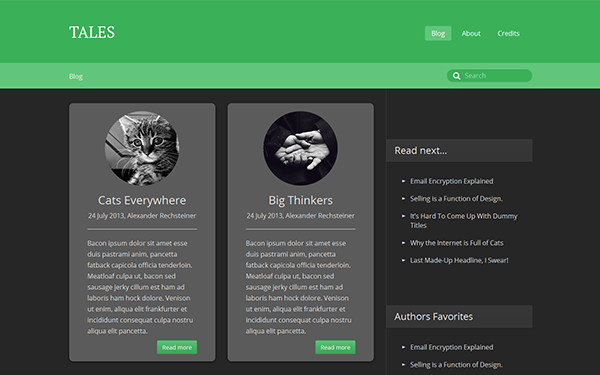 TALES
Blog
About
Credits
Blog
Search
Cats Everywhere
24 July 2013, Alexander Rechsteiner
Bacon ipsum dolor sit amet esse
duis pastrami anim, pancetta
fatback capicola officia tenderloin.
Meatloaf culpa ut, bacon sed
sausage jerky cillum est ham ad
laboris ham hock dolore. Venison
ut enim, aliqua elit frankfurter et
incididunt consequat culpa nostru
aliqua elit pancetta.
Read more
Big Thinkers
24 July 2013, Alexander Rechsteiner
Bacon ipsum dolor sit amet esse
duis pastrami anim, pancetta
fatback capicola officia tenderloin.
Meatloaf culpa ut, bacon sed
sausage jerky cillum est ham ad
laboris ham hock dolore. Venison
ut enim, aliqua elit frankfurter et
incididunt consequat culpa nostru
aliqua elit pancetta.
Read more
Read next...
Email Encryption Explained
Selling is a Function of Design.
It's Hard To Come Up With Dummy
Titles
Why the Internet is Full of Cats
Last Made-Up Headline, I Swear!
Authors Favorites
Email Encryption Explained
Selling is a Function of Design.